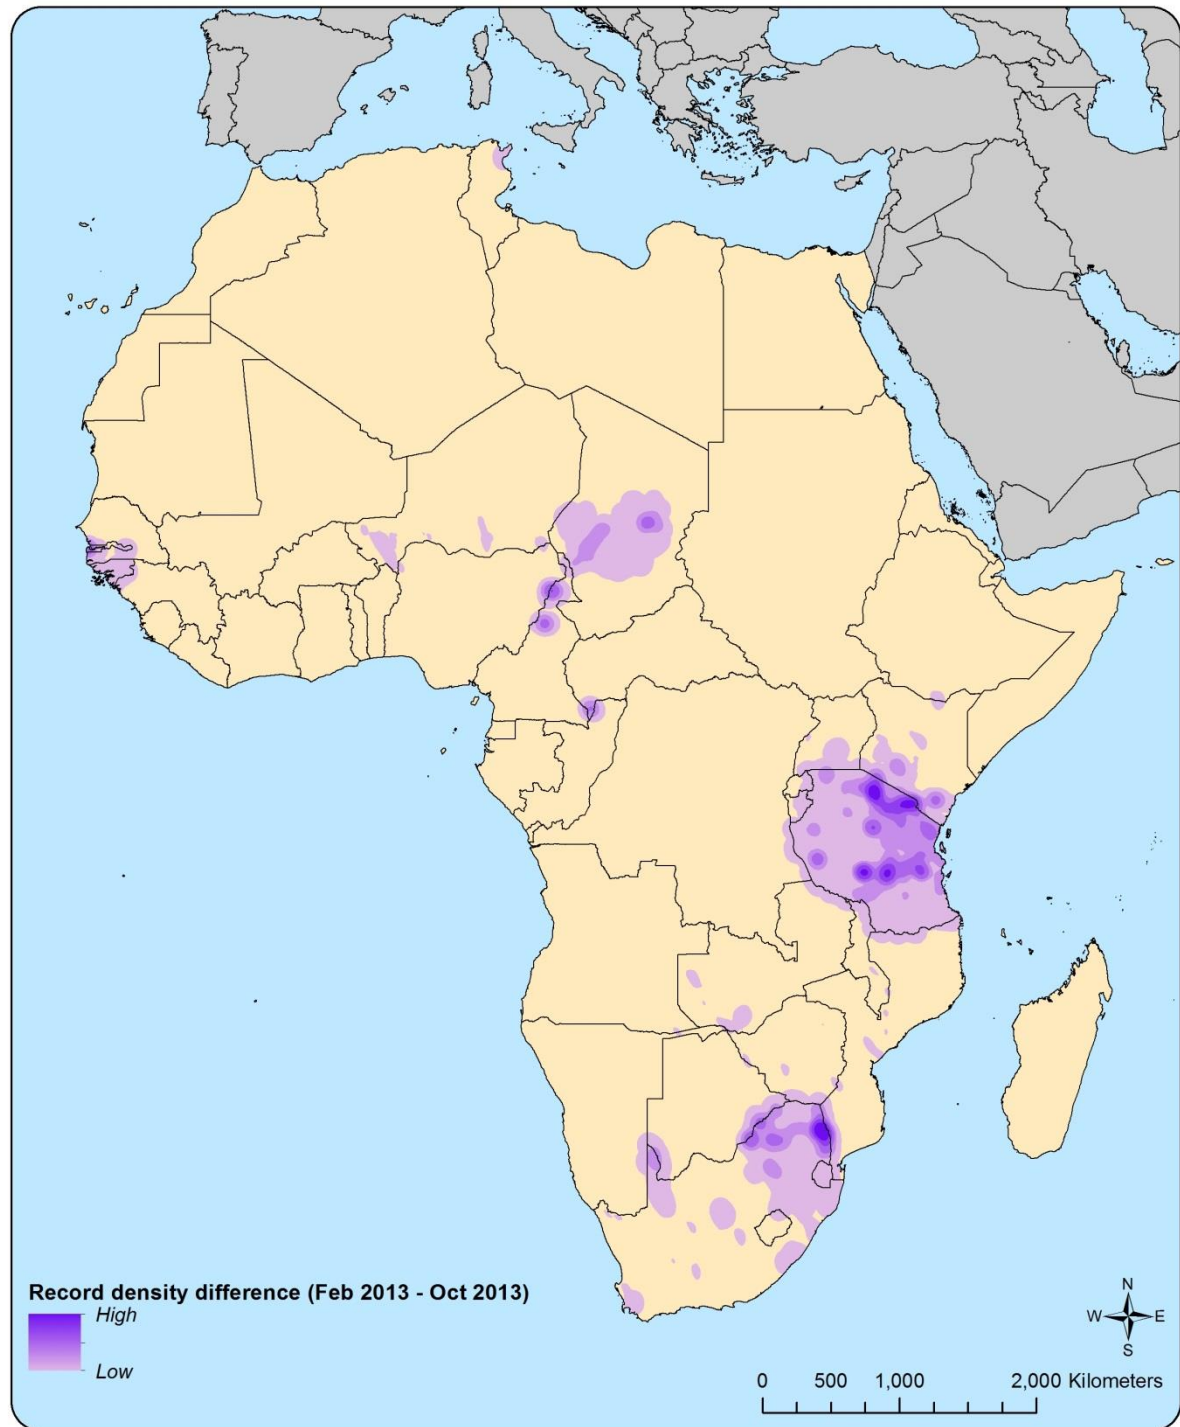 Record density difference (Feb 2013 - Oct 2013)
High
Low
N
W E
S
0 500 1,000 2,000 Kilometers